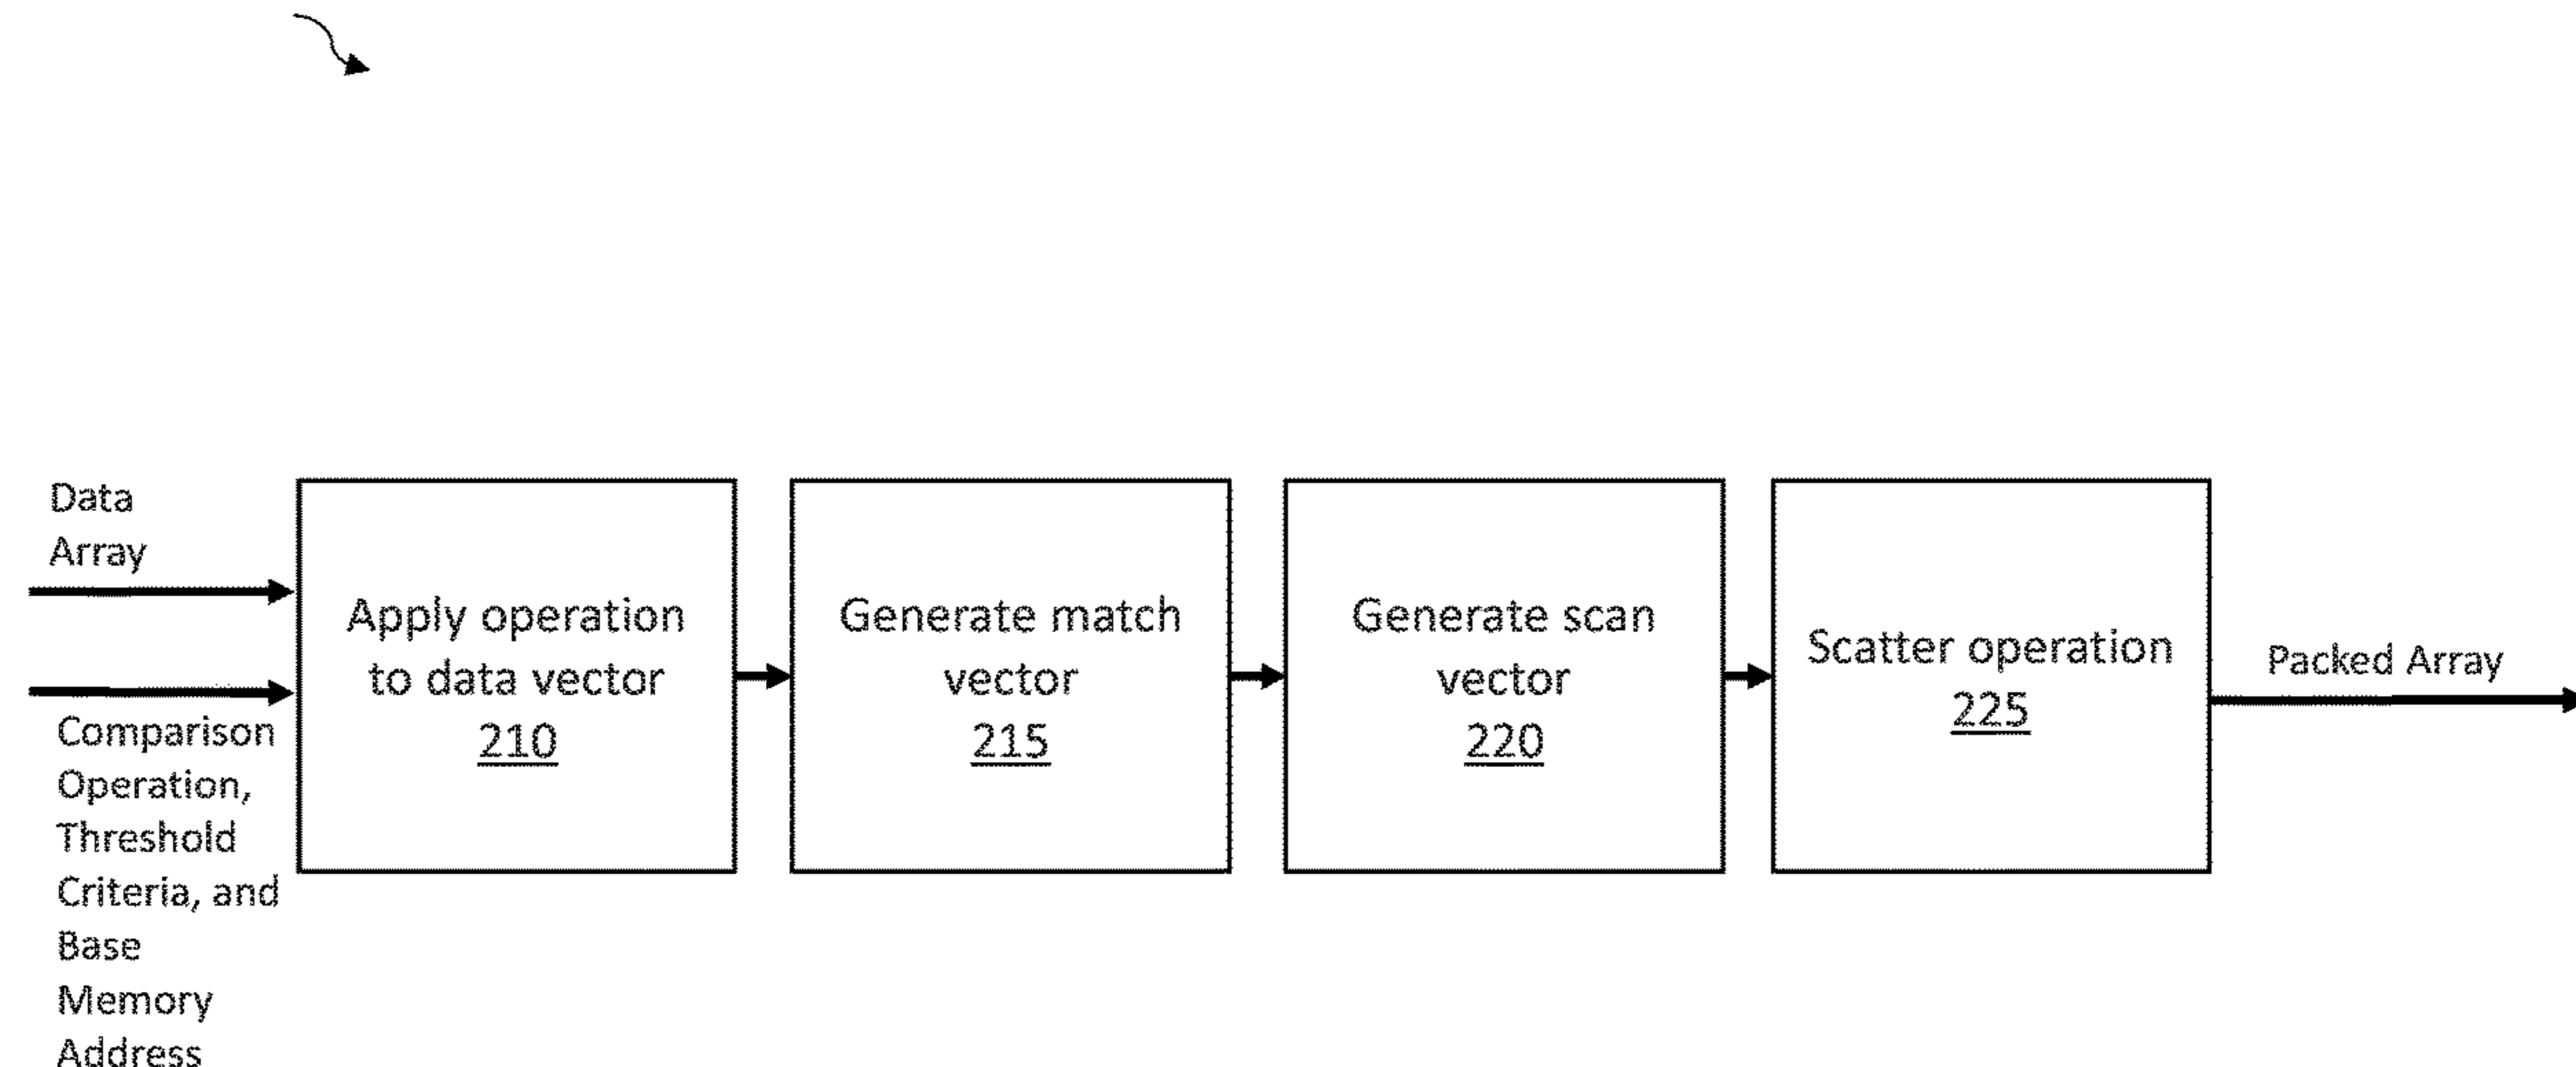 Data
Array
Comparison
Operation,
Threshold
Criteria, and
Base
Memory
Address
Apply operation
to data vector
210
Generate match
vector
215
Generate scan
vector
220
Scatter operation
225
Packed Array